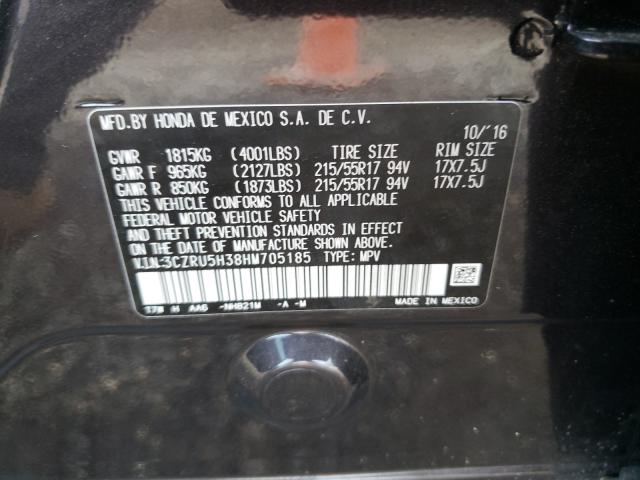 MFD.BY HONDA DE MEXICO S.A. DE C.V.
10/'16
GVWR 1815KG (4001LBS) TIRE SIZE RIM SIZE
GAWR F 965KG (2127LBS) 215/55R17 94V 17X7.5J
GAWR R 850KG (1873LBS) 215/55R17 94V 17X7.5J
THIS VEHICLE CONFORMS TO ALL APPLICABLE
FEDERAL MOTOR VEHICLE SAFETY
AND THEFT PREVENTION STANDARDS IN EFFECT
ON THE DATE OF MANUFACTURE SHOWN ABOVE.
V.I.N:3CZRU5H38HM705185 TYPE: MPV
17M H AA6 -NH821M -A -M MADE IN MEXICO